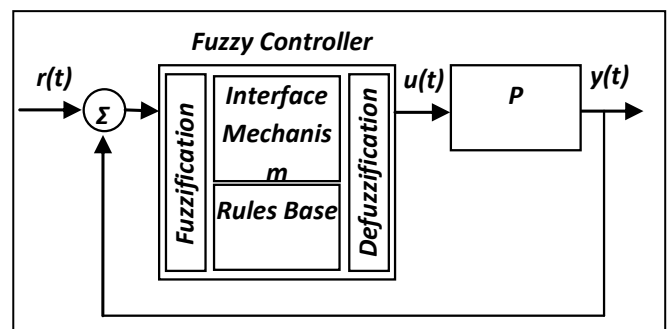 Fuzzy Controller
r(t)
Σ
Fuzzification
Interface
Mechanis
m
Rules Base
Defuzzification
u(t)
P
y(t)